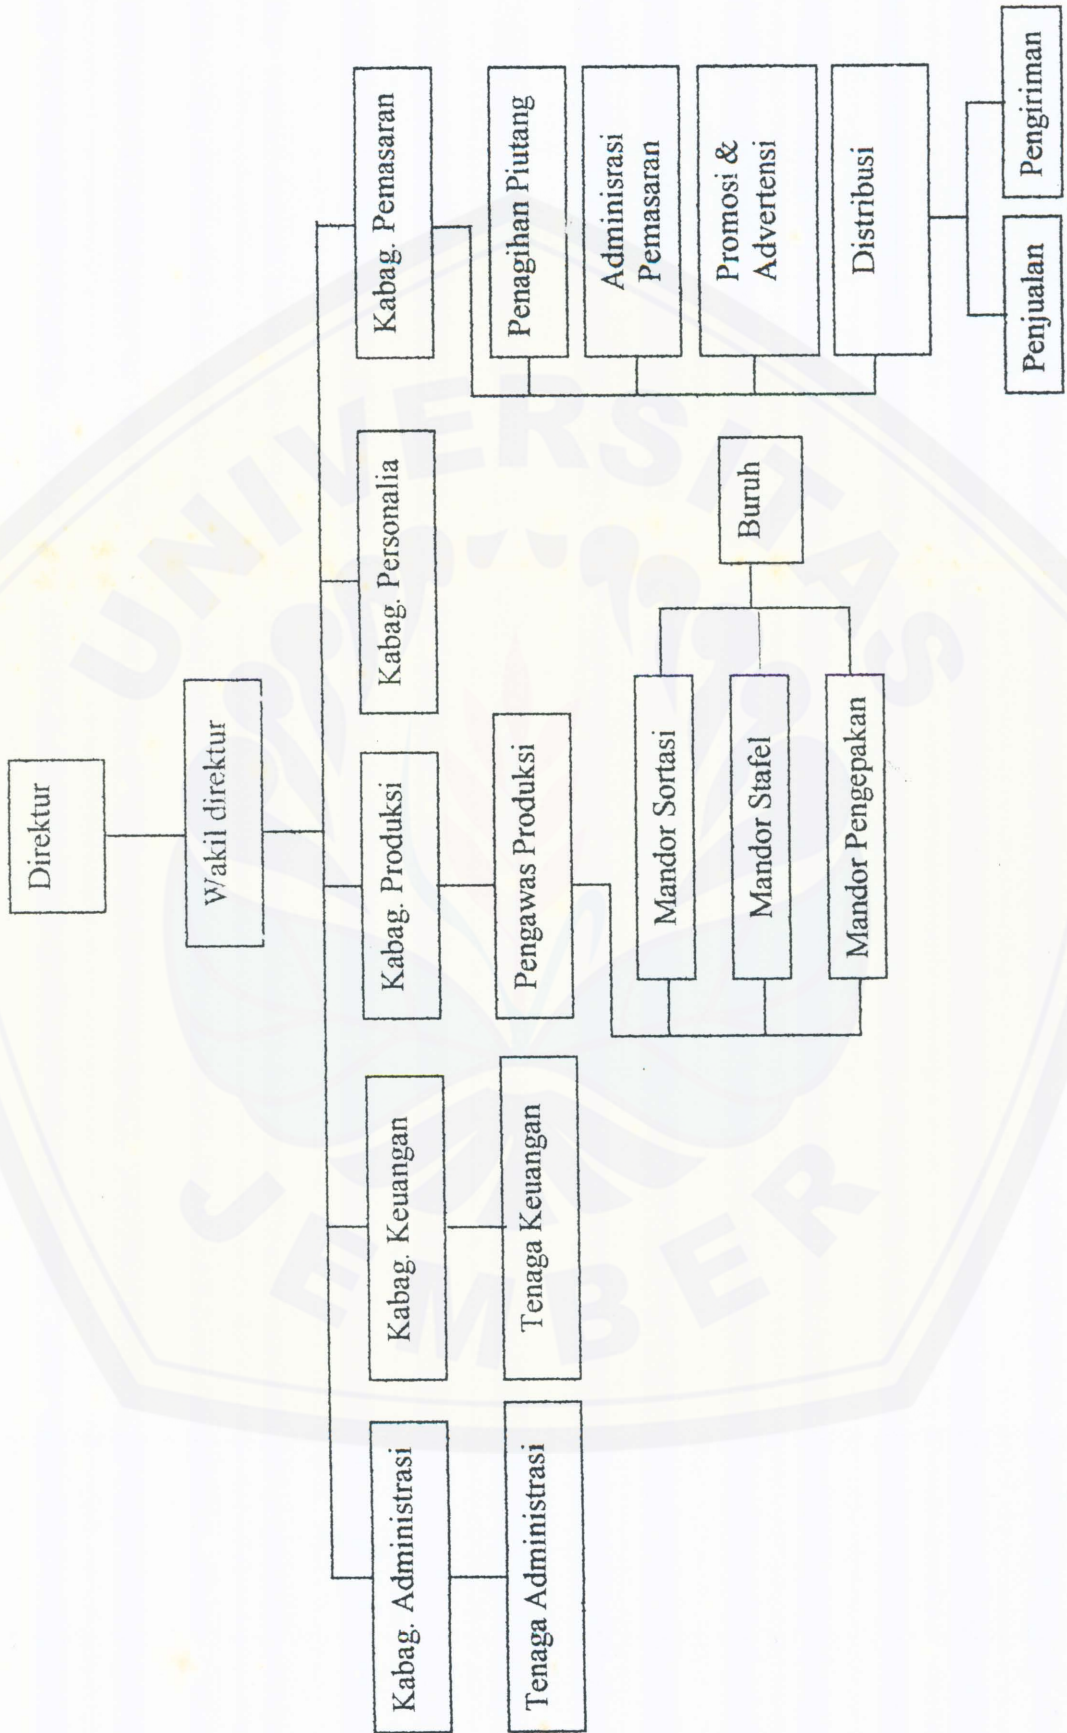 Direktur
Wakil direktur
Kabag. Administrasi
Kabag. Keuangan
Kabag. Produksi
Kabag. Personalia
Kabag. Pemasaran
Tenaga Administrasi
Tenaga Keuangan
Pengawas Produksi
Penagihan Piutang
Mandor Sortasi
Mandor Stafel
Mandor Pengepakan
Buruh
Adminisrasi
Pemasaran
Promosi &
Advertensi
Distribusi
Penjualan
Pengiriman
UNIVERSITAS
JEMBER